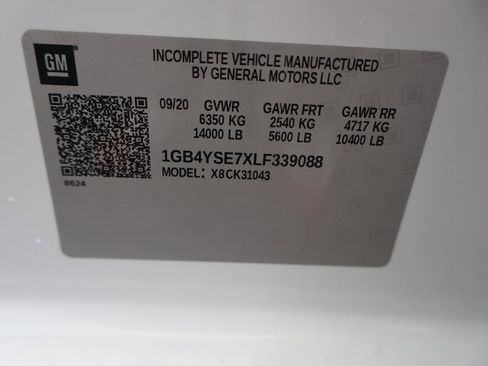 GM
INCOMPLETE VEHICLE MANUFACTURED
BY GENERAL MOTORS LLC
09/20 GVWR GAWR FRT GAWR RR
6350 KG 2540 KG 4717 KG
14000 LB 5600 LB 10400 LB
1GB4YSE7XLF339088
MODEL: X8CK31043
8624